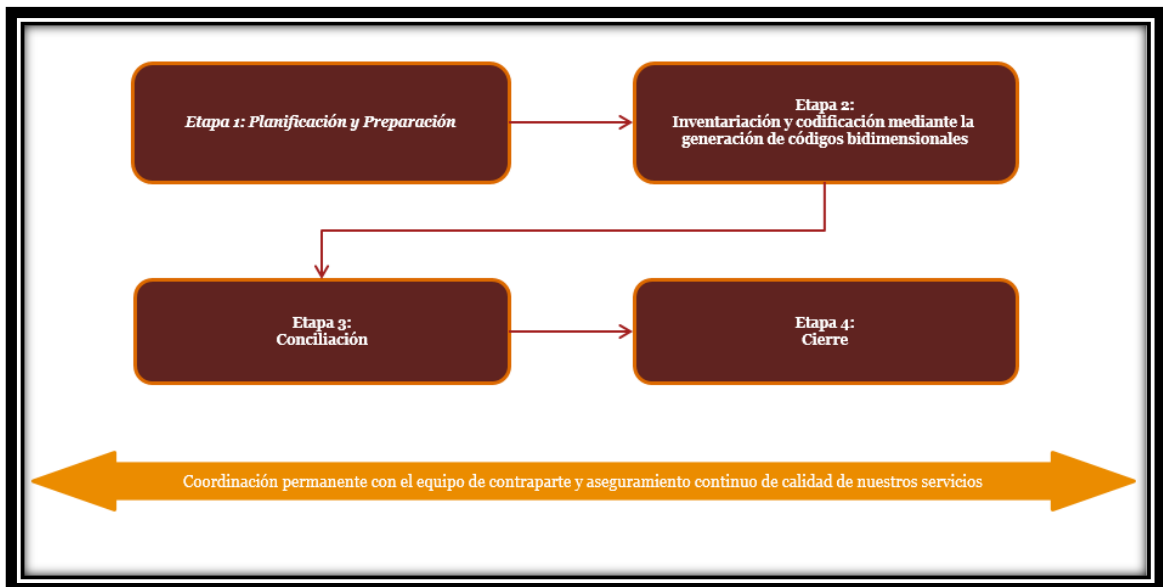 Etapa 1: Planificación y Preparación
Etapa 2:
Inventariación y codificación mediante la
generación de códigos bidimensionales
Etapa 3:
Conciliación
Etapa 4:
Cierre
Coordinación permanente con el equipo de contraparte y aseguramiento continuo de calidad de nuestros servicios